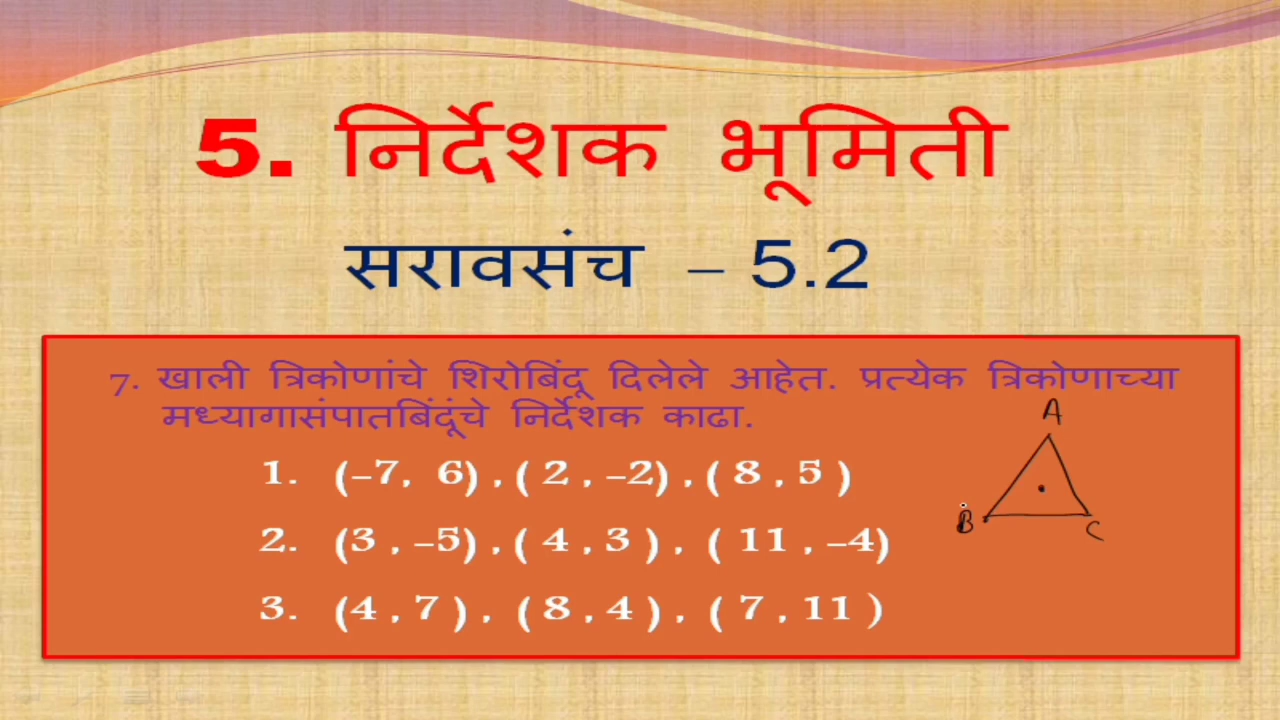 5. निर्देशक भूमिती
सरावसंच – 5.2
7. खाली त्रिकोणांचे शिरोबिंदू दिलेले आहेत. प्रत्येक त्रिकोणाच्या
मध्यागासंपातबिंदूंचे निर्देशक काढा.
A
1. (–7, 6) , ( 2 , –2) , ( 8 , 5 )
B C
2. (3 , –5) , ( 4 , 3 ) , ( 11 , –4)
3. (4 , 7 ) , ( 8 , 4 ) , ( 7 , 11 )